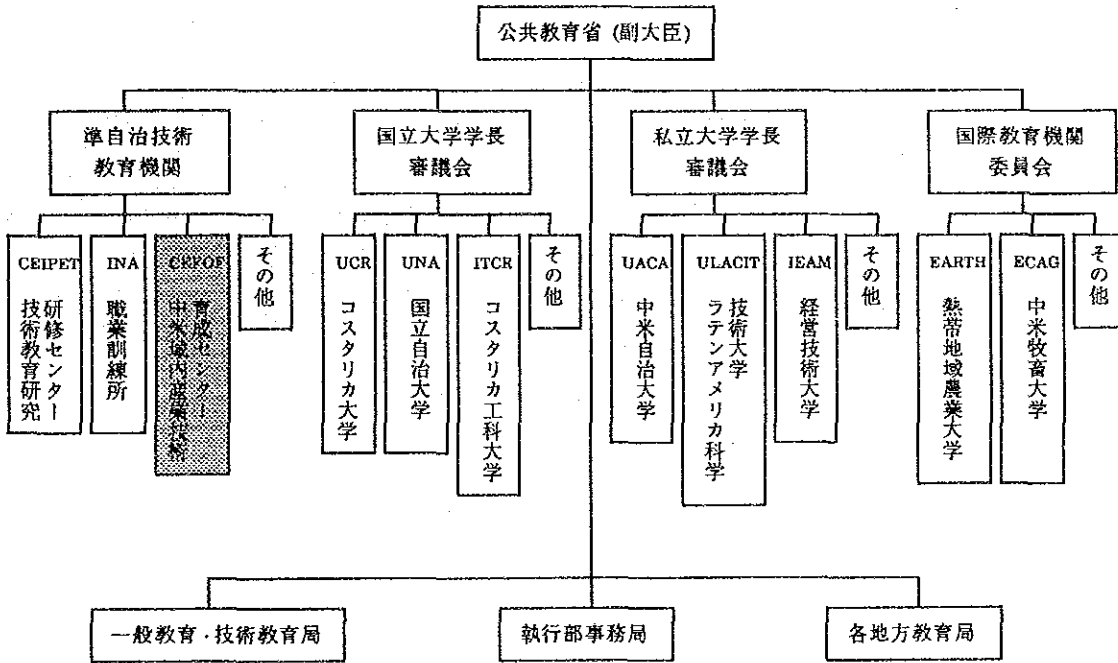 公共教育省 (副大臣)
準自治技術
教育機関
国立大学学長
審議会
私立大学学長
審議会
国際教育機関
委員会
CEIPET
技術教育研究
研修センター
INA
職業訓練所
CEFOF
中米域内産業技術
育成センター
その他
UCR
コスタリカ大学
UNA
国立自治大学
ITCR
コスタリカ工科大学
その他
UACA
中米自治大学
ULACIT
ラテンアメリカ科学
技術大学
IEAM
経営技術大学
その他
EARTH
熱帯地域農業大学
ECAG
中米牧畜大学
その他
一般教育・技術教育局
執行部事務局
各地方教育局